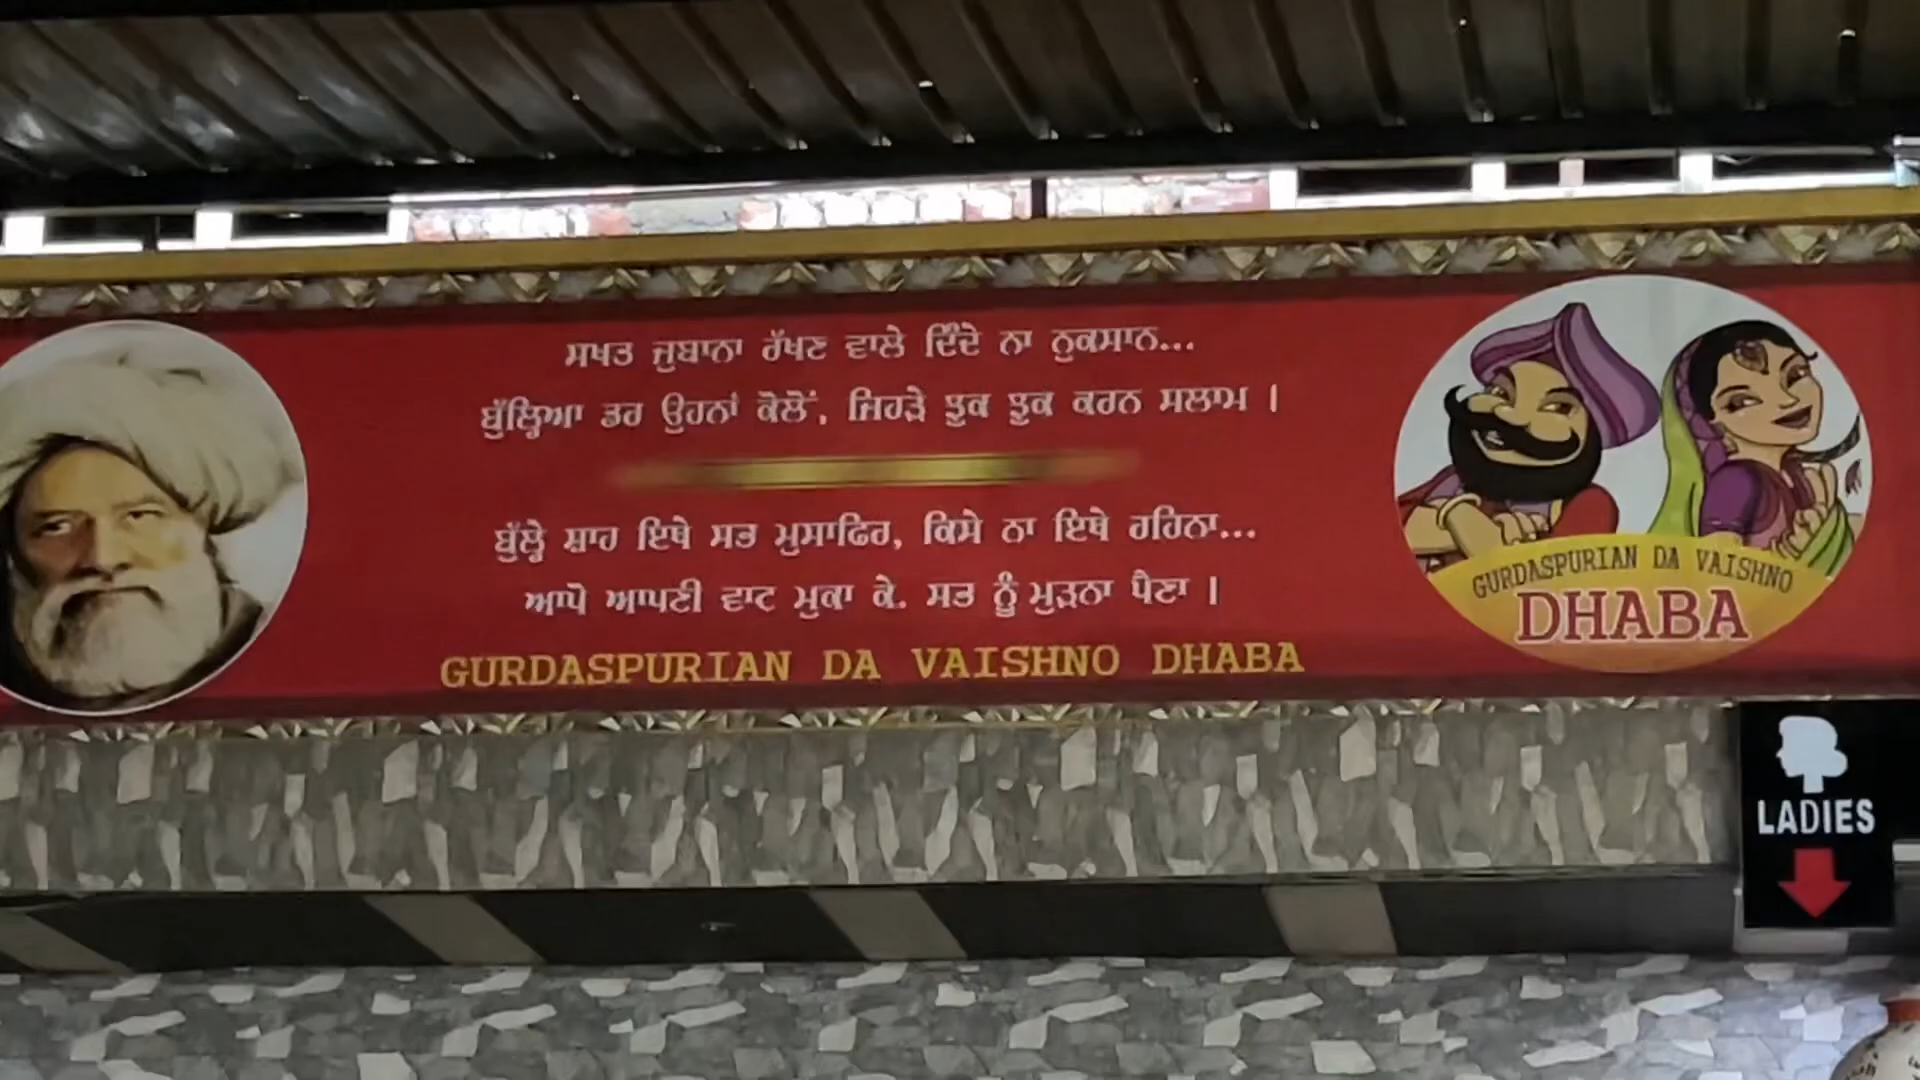 ਸਖਤ ਜੁਬਾਨਾ ਰੱਖਣ ਵਾਲੇ ਦਿੰਦੇ ਨਾ ਨੁਕਸਾਨ...
ਬੁੱਲ੍ਹਿਆ ਡਰ ਉਹਨਾਂ ਕੋਲੋਂ, ਜਿਹੜੇ ਝੁਕ ਝੁਕ ਕਰਨ ਸਲਾਮ ।
ਬੁੱਲ੍ਹੇ ਸ਼ਾਹ ਇਥੇ ਸਭ ਮੁਸਾਫਿਰ, ਕਿਸੇ ਨਾ ਇਥੇ ਰਹਿਨਾ...
ਆਪੋ ਆਪਣੀ ਵਾਟ ਮੁਕਾ ਕੇ. ਸਭ ਨੂੰ ਮੁੜਨਾ ਪੈਣਾ ।
GURDASPURIAN DA VAISHNO DHABA
GURDASPURIAN DA VAISHNO
DHABA
LADIES